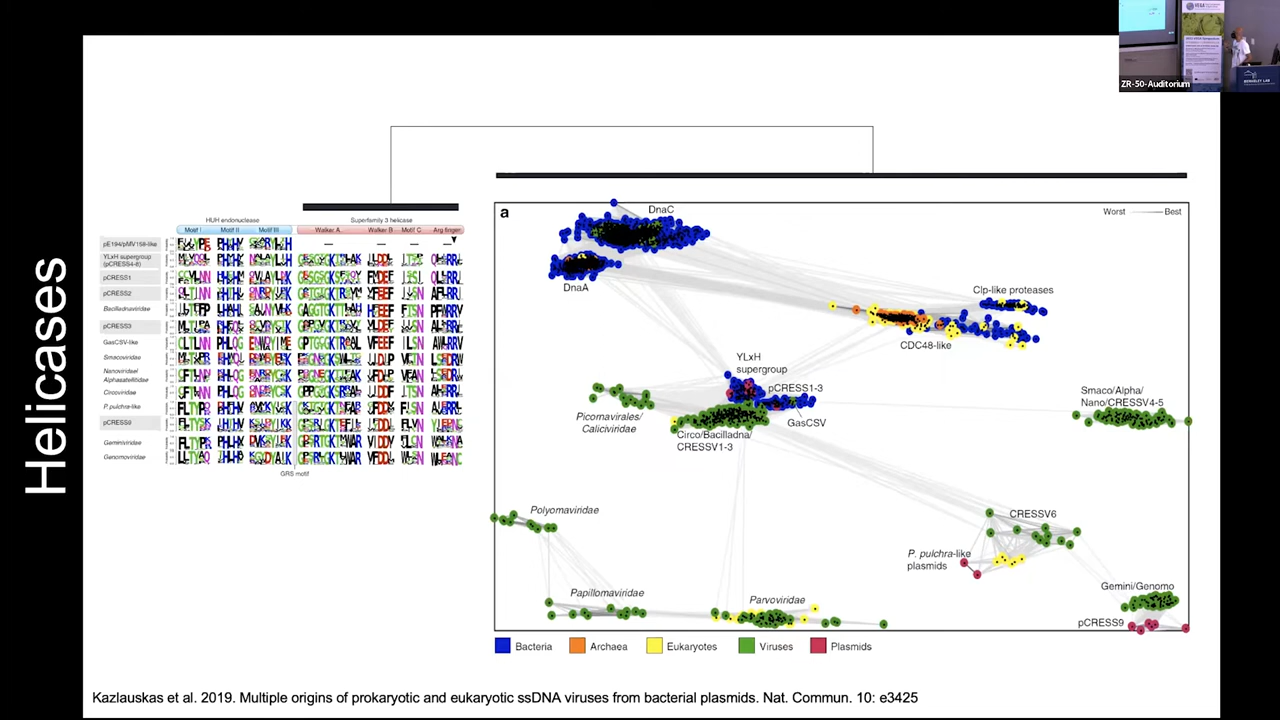 ZR-50-Auditorium
BERKELEY LAB
Helicases
HUH endonuclease
Superfamily 3 helicase
Motif I Motif II Motif III Walker A Walker B Motif C Arg finger
pE194/pMV158-like
YLxH supergroup
(pCRESS4-8)
pCRESS1
pCRESS2
Bacilladnaviridae
pCRESS3
GasCSV-like
Smacoviridae
Nanoviridae/
Alphasatellitidae
Circoviridae
P. pulchra-like
pCRESS9
Geminiviridae
Genomoviridae
GRS motif
a
Worst Best
DnaC
DnaA
Clp-like proteases
CDC48-like
YLxH
supergroup
pCRESS1-3
GasCSV
Picornavirales/
Caliciviridae
Circo/Bacilladna/
CRESSV1-3
Smaco/Alpha/
Nano/CRESSV4-5
Polyomaviridae
CRESSV6
P. pulchra-like
plasmids
Papillomaviridae
Parvoviridae
Gemini/Genomo
pCRESS9
Bacteria Archaea Eukaryotes Viruses Plasmids
Kazlauskas et al. 2019. Multiple origins of prokaryotic and eukaryotic ssDNA viruses from bacterial plasmids. Nat. Commun. 10: e3425